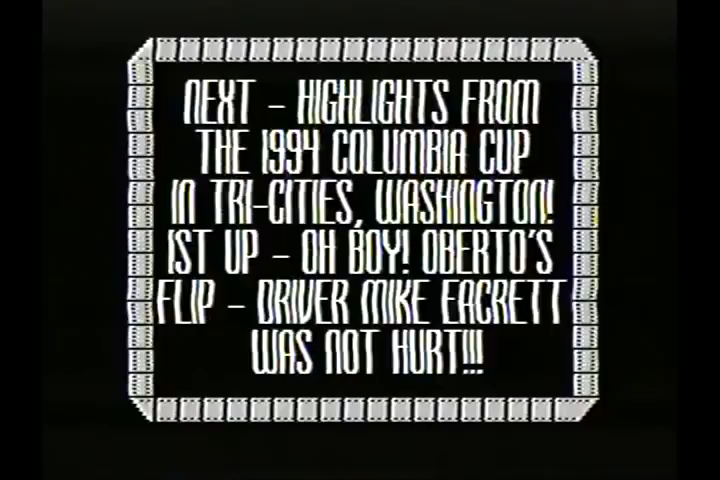 NEXT - HIGHLIGHTS FROM
THE 1994 COLUMBIA CUP
IN TRI-CITIES, WASHINGTON!
1ST UP - OH BOY! OBERTO'S
FLIP - DRIVER MIKE EACRETT
WAS NOT HURT!!!